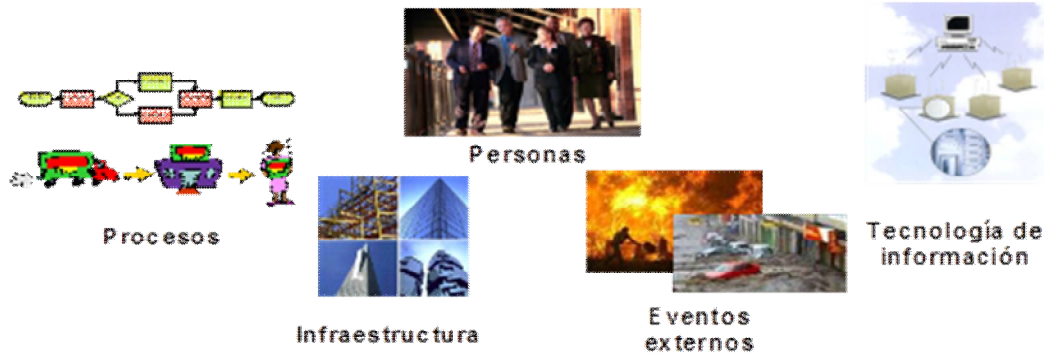 Personas
Procesos
Tecnología de
información
Infraestructura
Eventos
externos